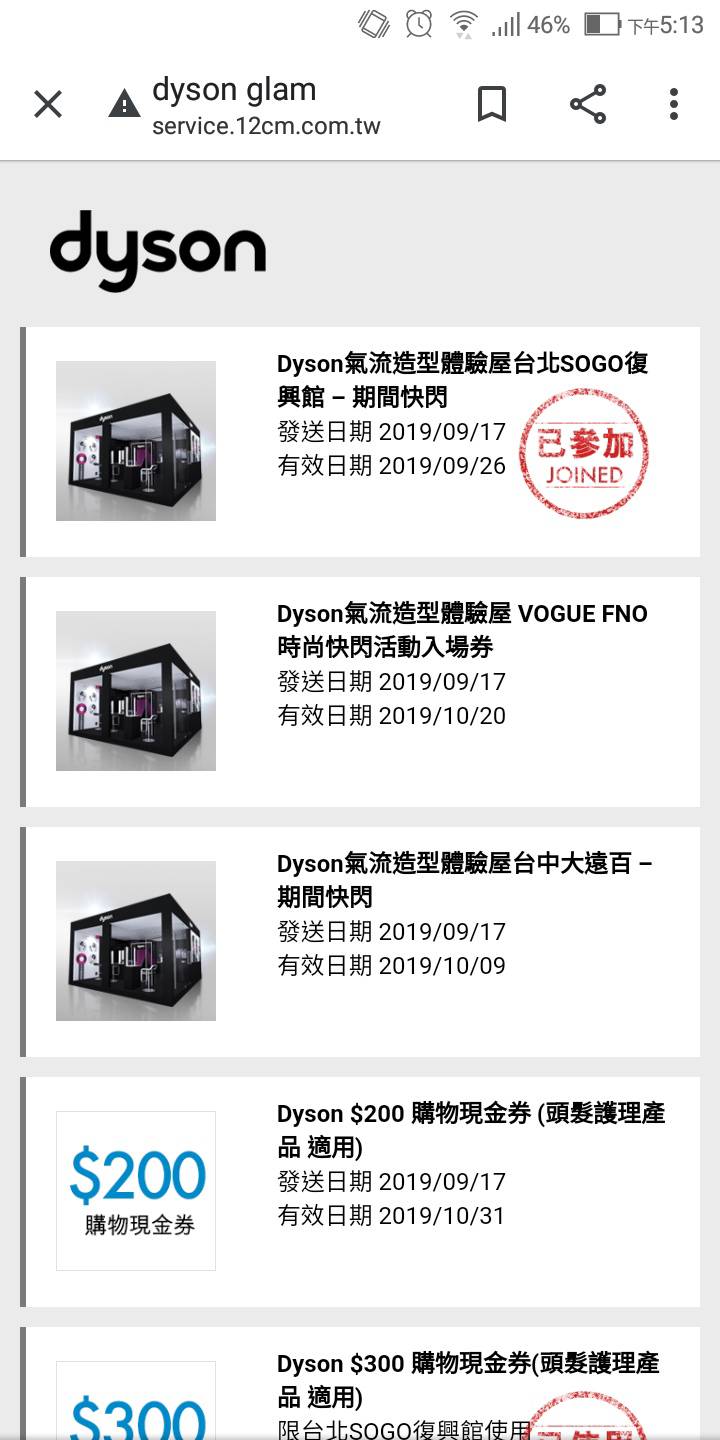 46% 下午5:13
dyson glam
service.12cm.com.tw
dyson
Dyson氣流造型體驗屋台北SOGO復
興館 – 期間快閃
發送日期 2019/09/17
有效日期 2019/09/26
已參加
JOINED
Dyson氣流造型體驗屋 VOGUE FNO
時尚快閃活動入場券
發送日期 2019/09/17
有效日期 2019/10/20
Dyson氣流造型體驗屋台中大遠百 –
期間快閃
發送日期 2019/09/17
有效日期 2019/10/09
$200
購物現金券
Dyson $200 購物現金券 (頭髮護理產
品 適用)
發送日期 2019/09/17
有效日期 2019/10/31
$300
Dyson $300 購物現金券(頭髮護理產
品 適用)
限台北SOGO復興館使用